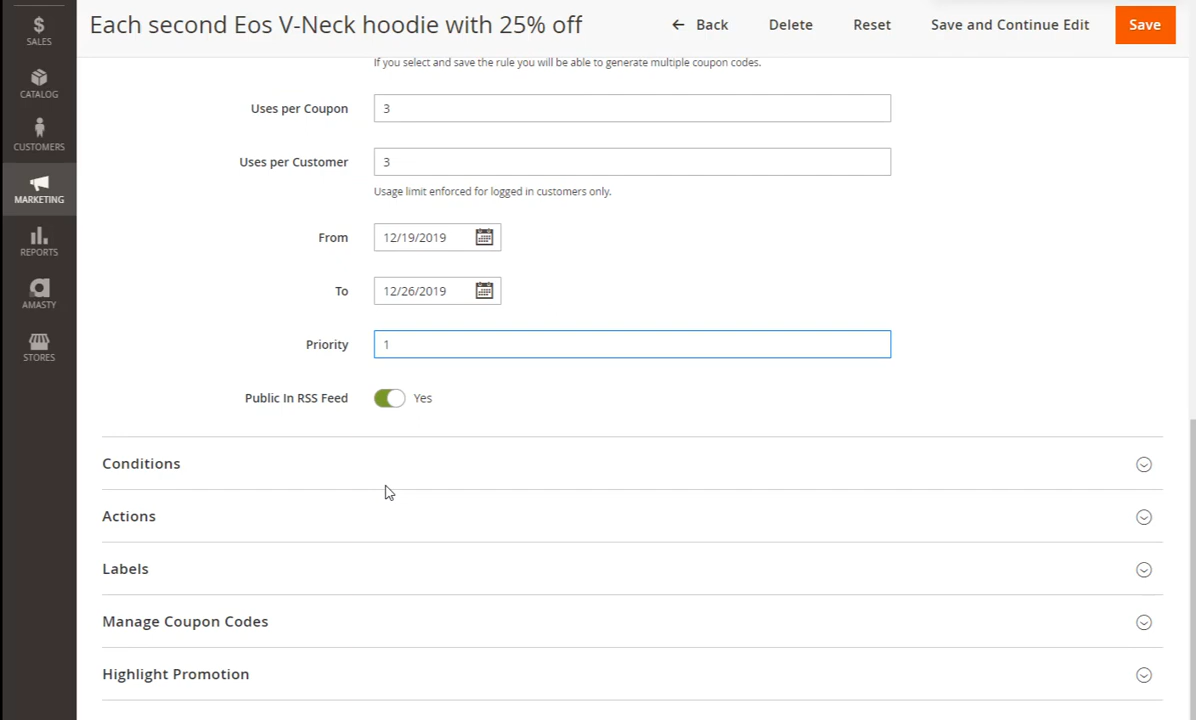 Each second Eos V-Neck hoodie with 25% off
Back
Delete
Reset
Save and Continue Edit
Save
SALES
CATALOG
CUSTOMERS
MARKETING
REPORTS
AMASTY
STORES
If you select and save the rule you will be able to generate multiple coupon codes.
Uses per Coupon
3
Uses per Customer
3
Usage limit enforced for logged in customers only.
From
12/19/2019
To
12/26/2019
Priority
1
Public In RSS Feed
Yes
Conditions
Actions
Labels
Manage Coupon Codes
Highlight Promotion